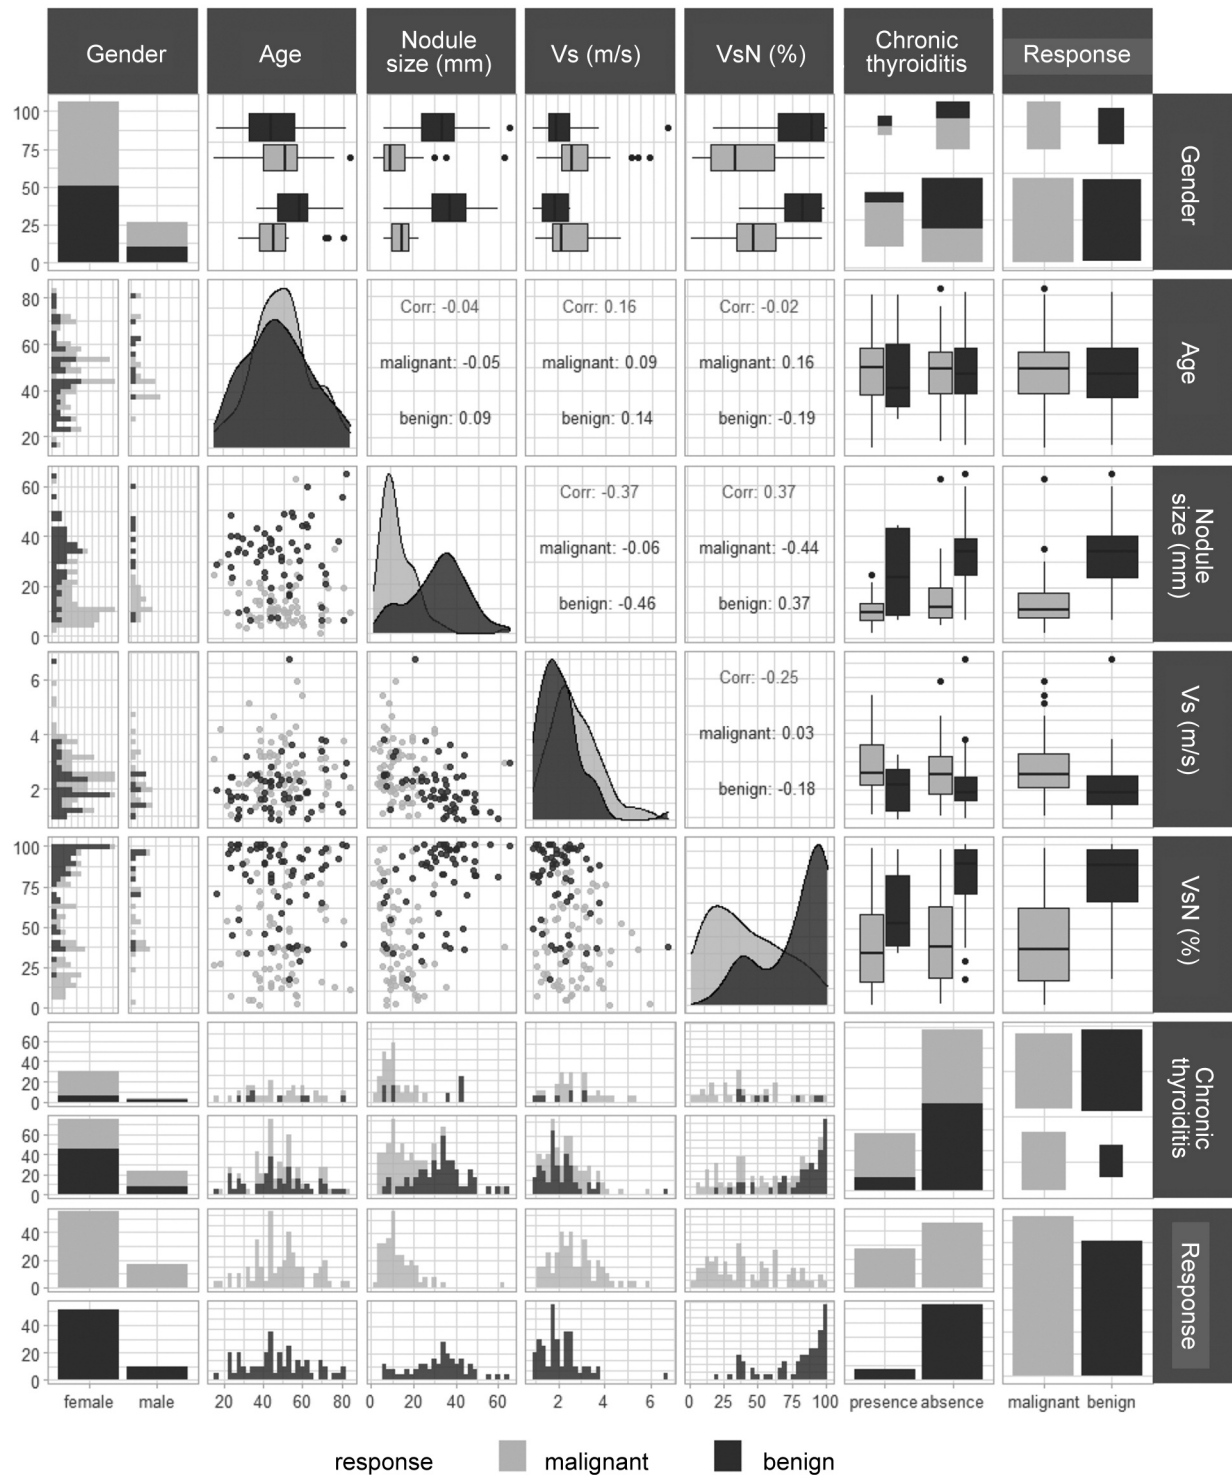 Gender
Age
Nodule
size (mm)
Vs (m/s)
VsN (%)
Chronic
thyroiditis
Response
100
75
50
25
0
Gender
80
60
40
20
Corr: -0.04
malignant: -0.05
benign: 0.09
Corr: 0.16
malignant: 0.09
benign: 0.14
Corr: -0.02
malignant: 0.16
benign: -0.19
Age
60
40
20
0
Corr: -0.37
malignant: -0.06
benign: -0.46
Corr: 0.37
malignant: -0.44
benign: 0.37
Nodule
size (mm)
6
4
2
Corr: -0.25
malignant: 0.03
benign: -0.18
Vs (m/s)
100
75
50
25
0
VsN (%)
60
40
20
0
60
40
20
0
Chronic
thyroiditis
40
20
0
40
20
0
Response
female male
20 40 60 80
0 20 40 60
2 4 6
0 25 50 75 100
presence absence
malignant benign
response malignant benign